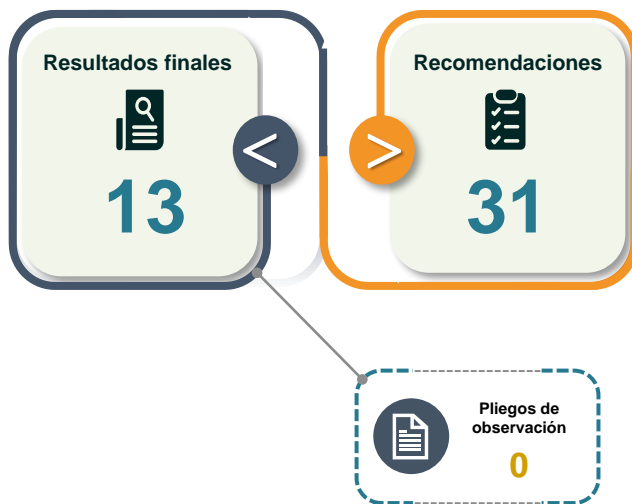 Resultados finales
13
<
>
Recomendaciones
31
Pliegos de
observación
0